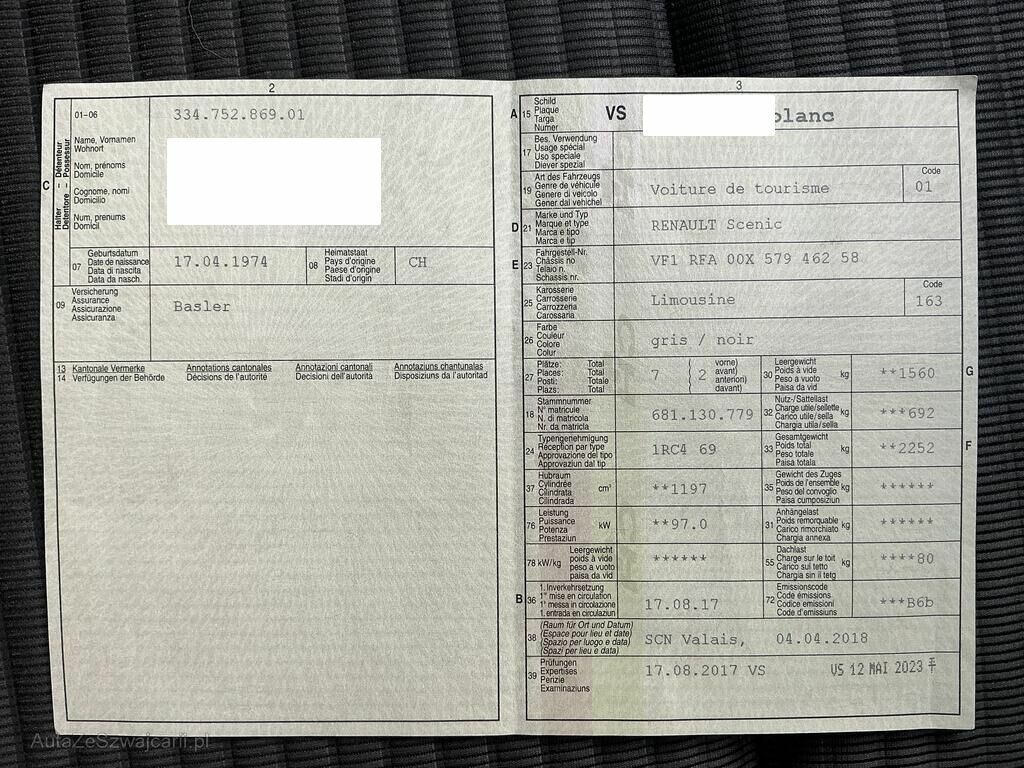 2
01-06
334.752.869.01
C
Halter - Détenteur
Detentore - Possessur
Name, Vornamen
Wohnort
Nom, prénoms
Domicile
Cognome, nomi
Domicilio
Num, prenums
Domicil
07
Geburtsdatum
Date de naissance
Data di nascita
Data da nasch.
17.04.1974
08
Heimatstaat
Pays d'origine
Paese d'origine
Stadi d'origin
CH
09
Versicherung
Assurance
Assicurazione
Assicuranza
Basler
13 Kantonale Vermerke Annotations cantonales Annotazioni cantonali Annotaziuns chantunalas
14 Verfügungen der Behörde Décisions de l'autorité Decisioni dell'autorità Disposiziuns da l'autoritad
3
A 15
Schild
Plaque
Targa
Numer
VS
blanc
17
Bes. Verwendung
Usage spécial
Uso speciale
Diever spezial
19
Art des Fahrzeugs
Genre de véhicule
Genere di veicolo
Gener dal vehichel
Voiture de tourisme
Code
01
D 21
Marke und Typ
Marque et type
Marca e tipo
Marca e tip
RENAULT Scenic
E 23
Fahrgestell-Nr.
Châssis no
Telaio n.
Schassis nr.
VF1 RFA 00X 579 462 58
25
Karosserie
Carrosserie
Carrozzeria
Carossaria
Limousine
Code
163
26
Farbe
Couleur
Colore
Colur
gris / noir
27
Plätze: Total
Places: Total
Posti: Totale
Plazs: Total
7
( 2
vorne)
avant)
anteriori)
davant)
30
Leergewicht
Poids à vide
Peso a vuoto
Paisa da vid
kg
**1560
G
18
Stammnummer
N° matricule
N. di matricola
Nr. da matricla
681.130.779
32
Nutz-/Sattellast
Charge utile/sellette
Carico utile/sella
Chargia utila/sella
kg
***692
24
Typengenehmigung
Réception par type
Approvazione del tipo
Approvaziun dal tip
1RC4 69
33
Gesamtgewicht
Poids total
Peso totale
Paisa totala
kg
**2252
F
37
Hubraum
Cylindrée
Cilindrata
Cilindrada
cm³
**1197
35
Gewicht des Zuges
Poids de l'ensemble
Peso del convoglio
Paisa cumposiziun
kg
******
76
Leistung
Puissance
Potenza
Prestaziun
kW
**97.0
31
Anhängelast
Poids remorquable
Carico rimorchiato
Chargia annexa
kg
******
78 kW/kg
Leergewicht
poids à vide
peso a vuoto
paisa da vid
******
55
Dachlast
Charge sur le toit
Carico sul tetto
Chargia sin il tetg
kg
****80
B 36
1. Inverkehrsetzung
1re mise en circulation
1a messa in circolazione
1. entrada en circulaziun
17.08.17
72
Emissionscode
Code émissions
Codice emissioni
Code d'emissiuns
***B6b
38
(Raum für Ort und Datum)
(Espace pour lieu et date)
(Spazio per luogo e data)
(Spazi per lieu e data)
SCN Valais, 04.04.2018
39
Prüfungen
Expertises
Perizie
Examinaziuns
17.08.2017 VS
VS 12 MAI 2023
AutaZeSzwajcarii.pl